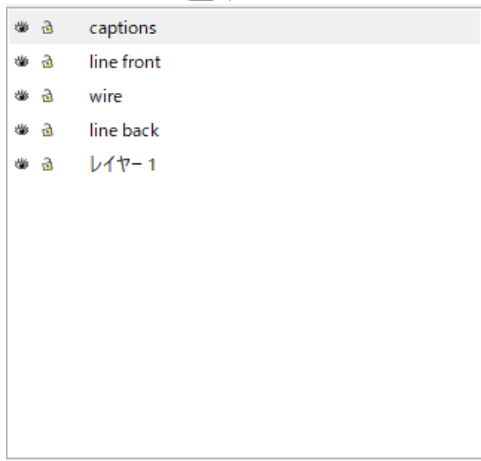 captions
line front
wire
line back
レイヤー 1